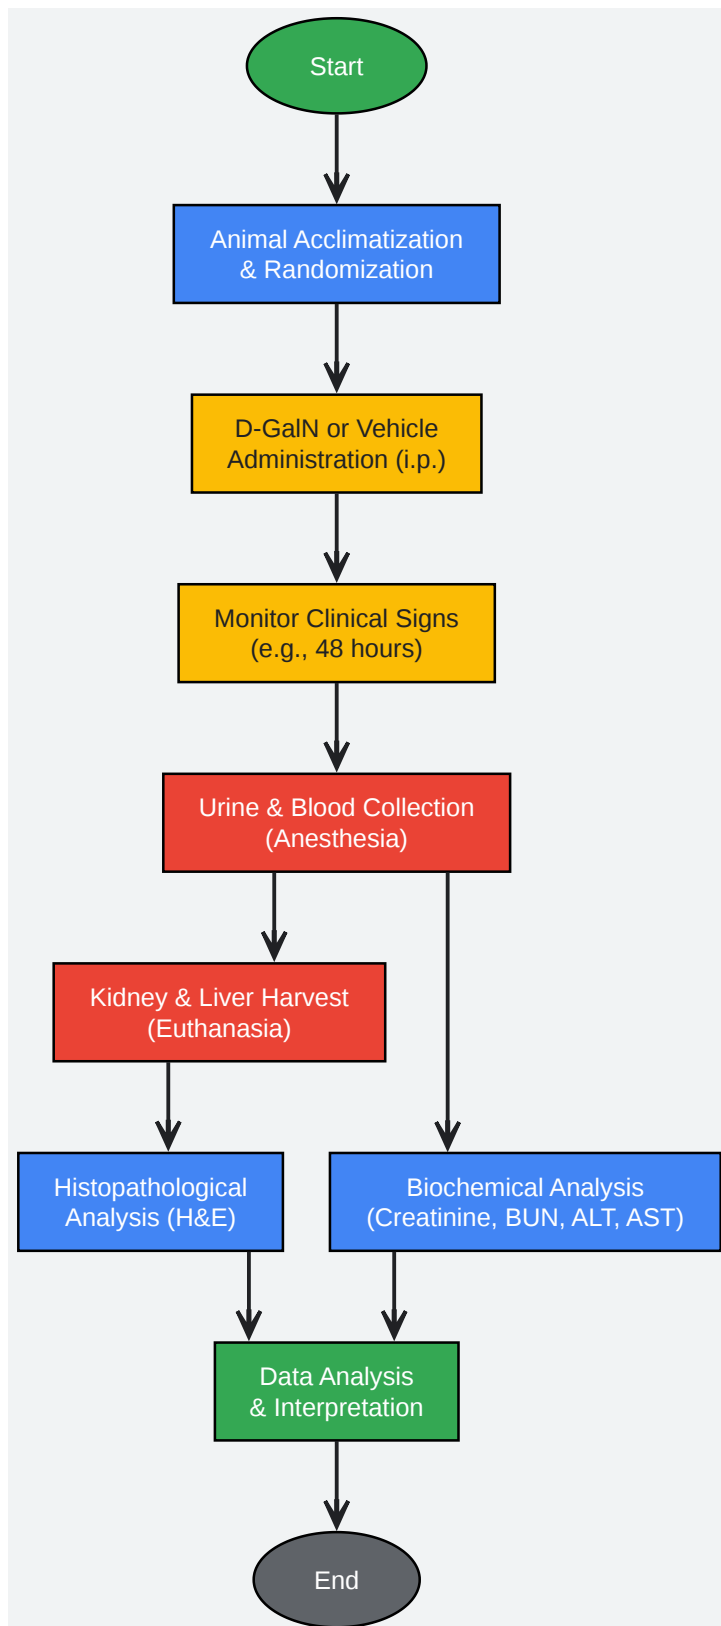 Start
Animal Acclimatization
& Randomization
D-GalN or Vehicle
Administration (i.p.)
Monitor Clinical Signs
(e.g., 48 hours)
Urine & Blood Collection
(Anesthesia)
Kidney & Liver Harvest
(Euthanasia)
Histopathological
Analysis (H&E)
Biochemical Analysis
(Creatinine, BUN, ALT, AST)
Data Analysis
& Interpretation
End